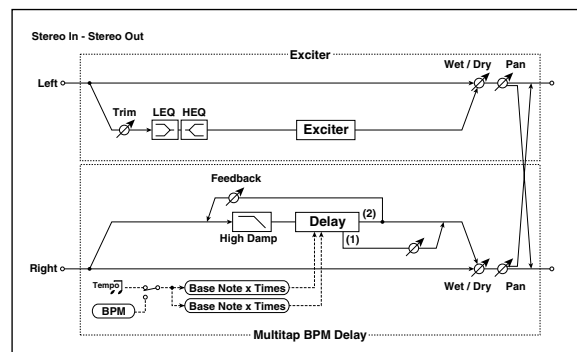 Stereo In - Stereo Out
Exciter
Wet / Dry
Pan
Left
Trim
LEQ
HEQ
Exciter
Feedback
High Damp
Delay
(2)
(1)
Right
Wet / Dry
Pan
Tempo
BPM
Base Note x Times
Base Note x Times
Multitap BPM Delay